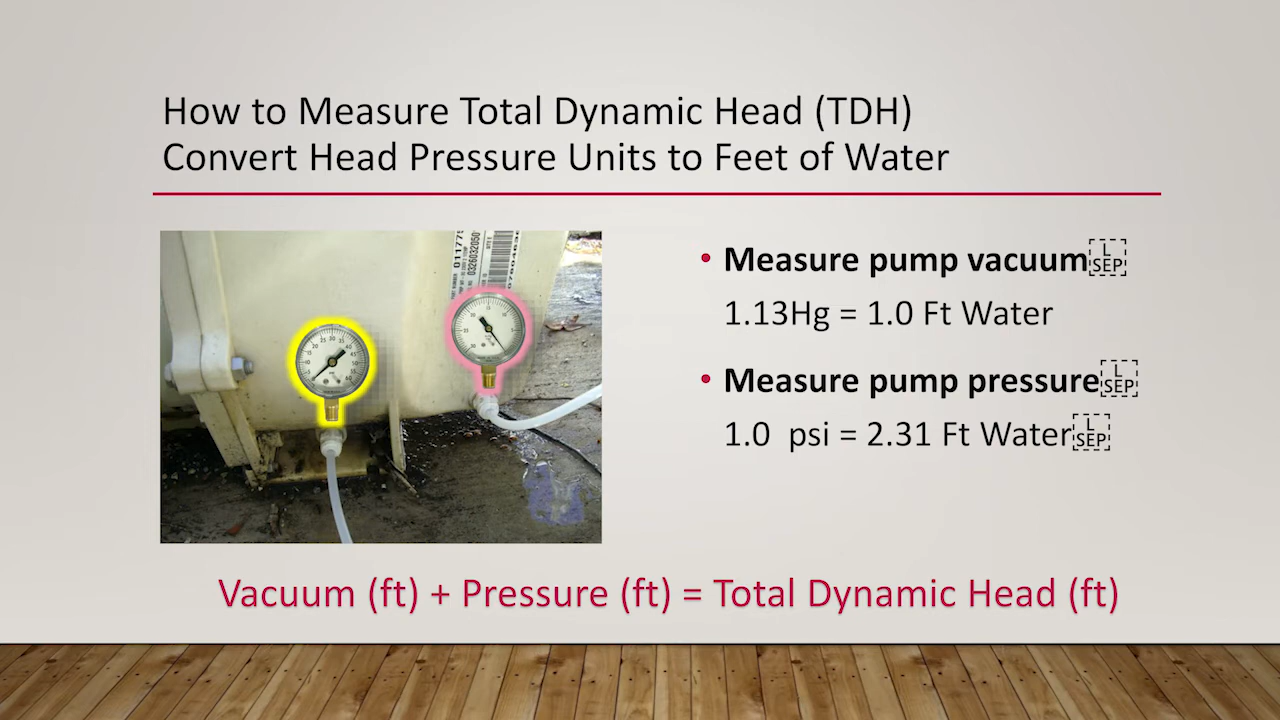 How to Measure Total Dynamic Head (TDH)
Convert Head Pressure Units to Feet of Water
• Measure pump vacuum
1.13Hg = 1.0 Ft Water
• Measure pump pressure
1.0 psi = 2.31 Ft Water
Vacuum (ft) + Pressure (ft) = Total Dynamic Head (ft)